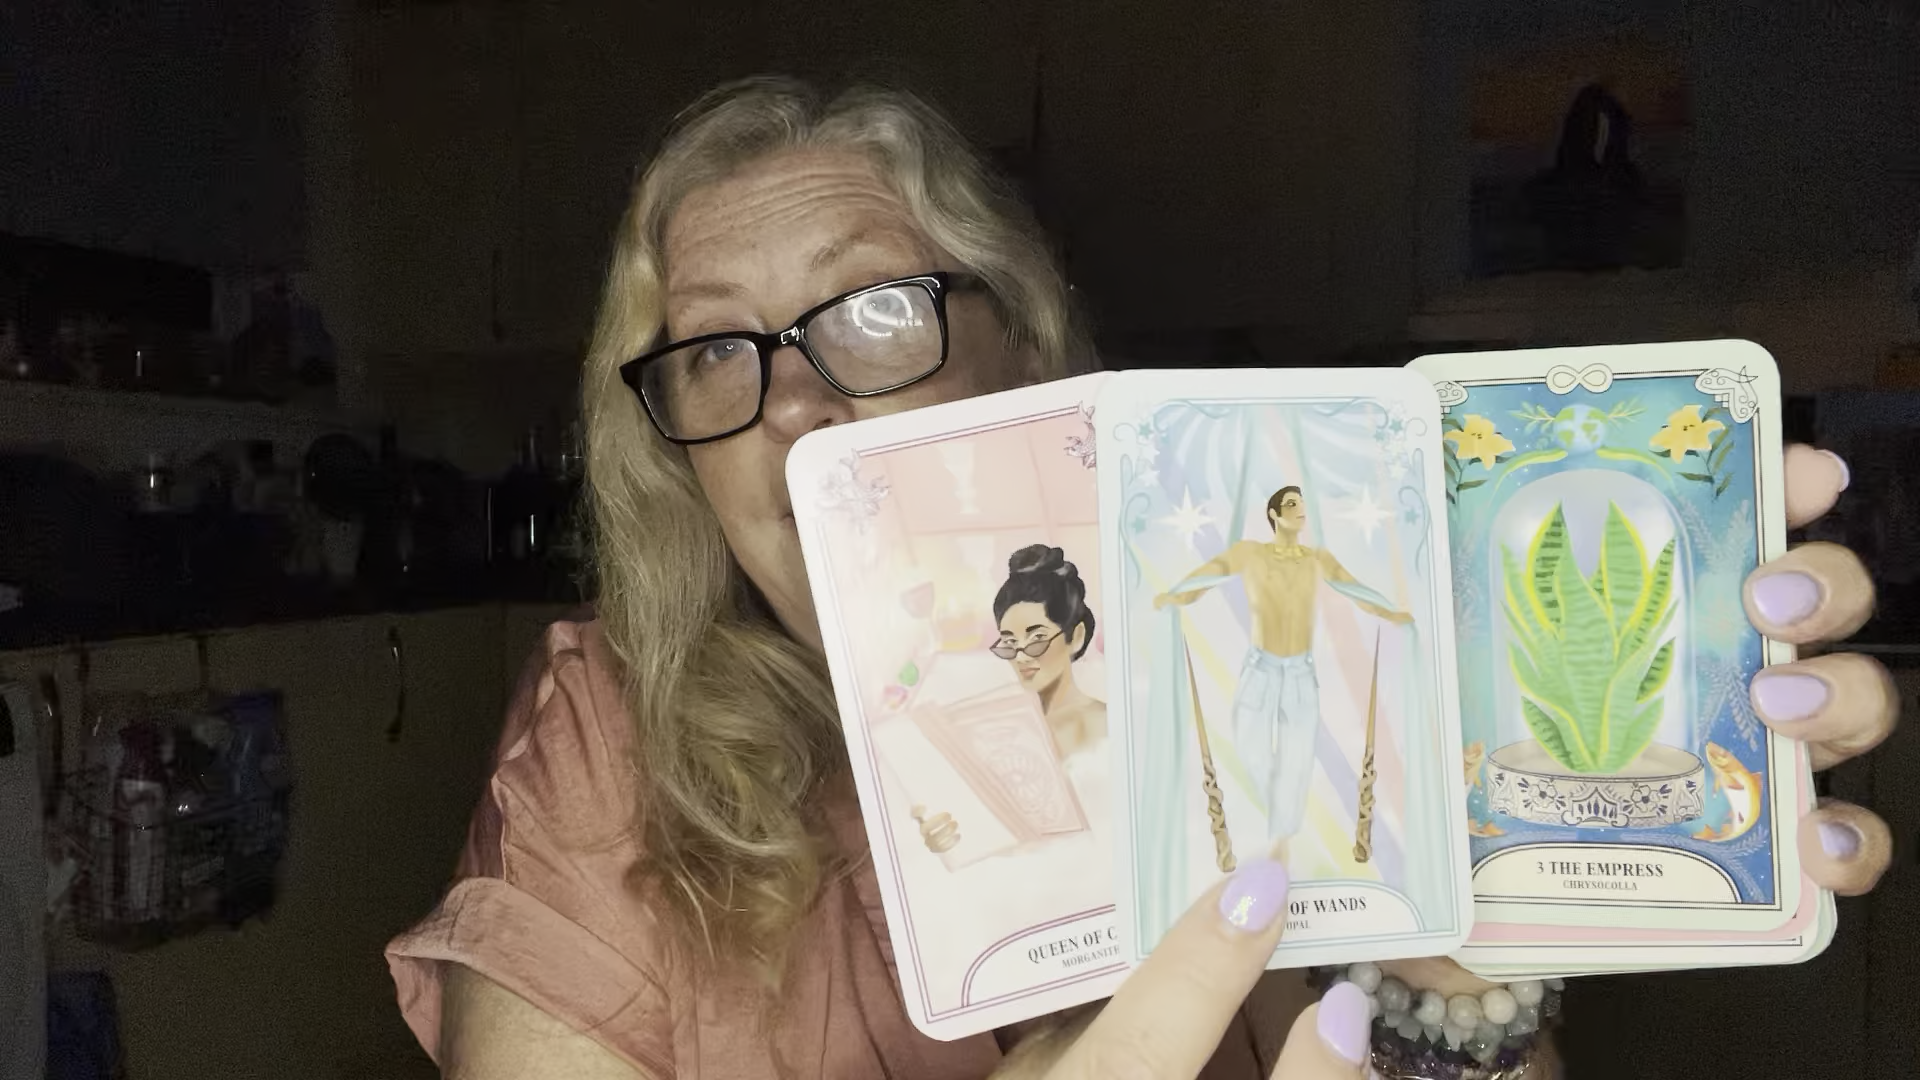 QUEEN OF C
MORGANITE
OF WANDS
OPAL
3 THE EMPRESS
CHRYSOCOLLA